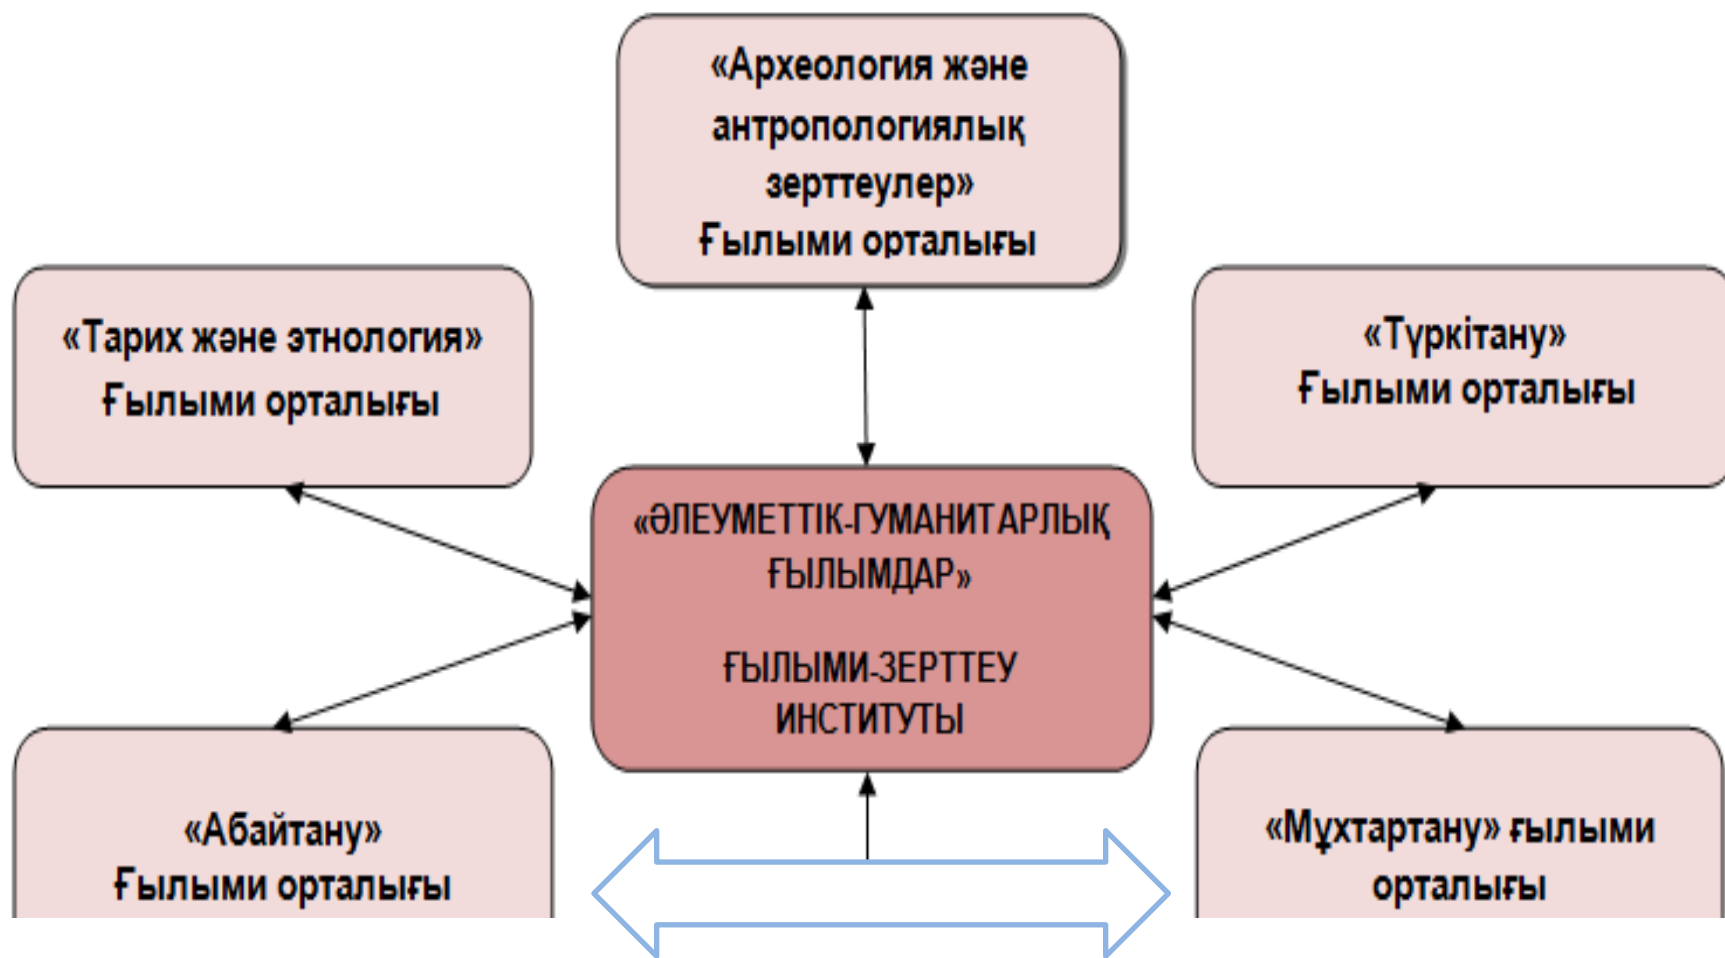 «Археология және
антропологиялық
зерттеулер»
Ғылыми орталығы
«Тарих және этнология»
Ғылыми орталығы
«Түркітану»
Ғылыми орталығы
«ӘЛЕУМЕТТІК-ГУМАНИТАРЛЫҚ
ҒЫЛЫМДАР»
ҒЫЛЫМИ-ЗЕРТТЕУ
ИНСТИТУТЫ
«Абайтану»
Ғылыми орталығы
«Мұхтартану» ғылыми
орталығы